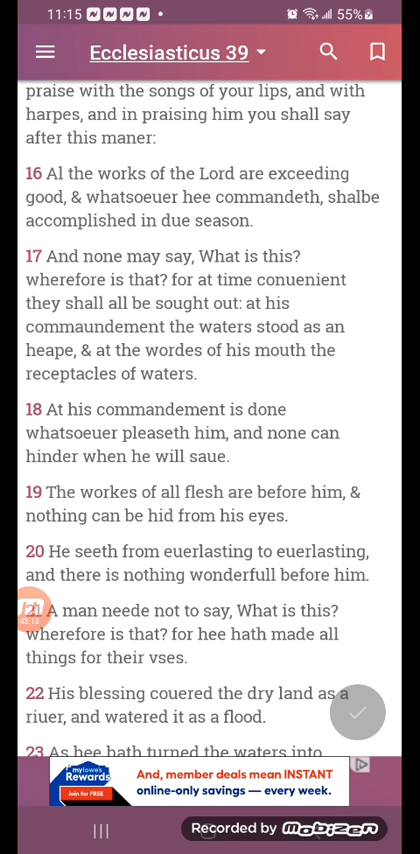 11:15
55%
Ecclesiasticus 39
praise with the songs of your lips, and with
harpes, and in praising him you shall say
after this maner:
16 Al the works of the Lord are exceeding
good, & whatsoeuer hee commandeth, shalbe
accomplished in due season.
17 And none may say, What is this?
wherefore is that? for at time conuenient
they shall all be sought out: at his
commaundement the waters stood as an
heape, & at the wordes of his mouth the
receptacles of waters.
18 At his commandement is done
whatsoeuer pleaseth him, and none can
hinder when he will saue.
19 The workes of all flesh are before him, &
nothing can be hid from his eyes.
20 He seeth from euerlasting to euerlasting,
and there is nothing wonderfull before him.
21 A man neede not to say, What is this?
43:13
wherefore is that? for hee hath made all
things for their vses.
22 His blessing couered the dry land as a
riuer, and watered it as a flood.
23 As hee hath turned the waters into
mylowe's
Rewards
Join for FREE
And, member deals mean INSTANT
online-only savings — every week.
Recorded by mobizen